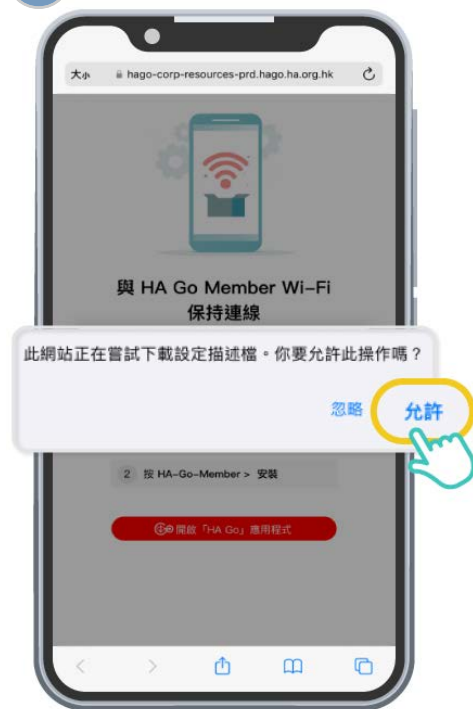 大小 hago-corp-resources-prd.hago.ha.org.hk
與 HA Go Member Wi-Fi
保持連線
此網站正在嘗試下載設定描述檔。你要允許此操作嗎？
忽略 允許
2 按 HA-Go-Member > 安裝
開啟「HA Go」應用程式